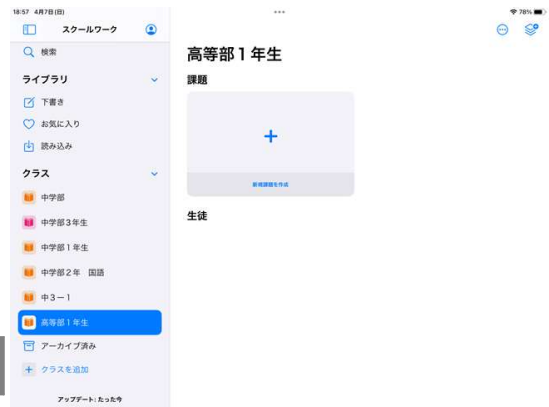 18:57 4月7日(日)
78%
スクールワーク
検索
ライブラリ
下書き
お気に入り
読み込み
クラス
中学部
中学部3年生
中学部1年生
中学部2年 国語
中3-1
高等部1年生
アーカイブ済み
クラスを追加
アップデート: たった今
高等部1年生
課題
新規課題を作成
生徒